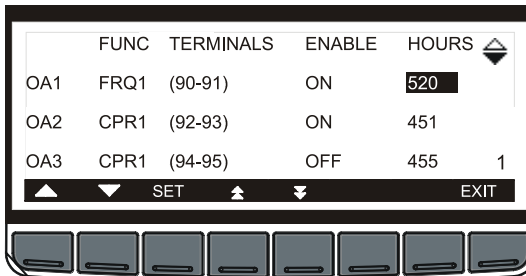 FUNC TERMINALS ENABLE HOURS
OA1 FRQ1 (90-91) ON 520
OA2 CPR1 (92-93) ON 451
OA3 CPR1 (94-95) OFF 455 1
SET EXIT